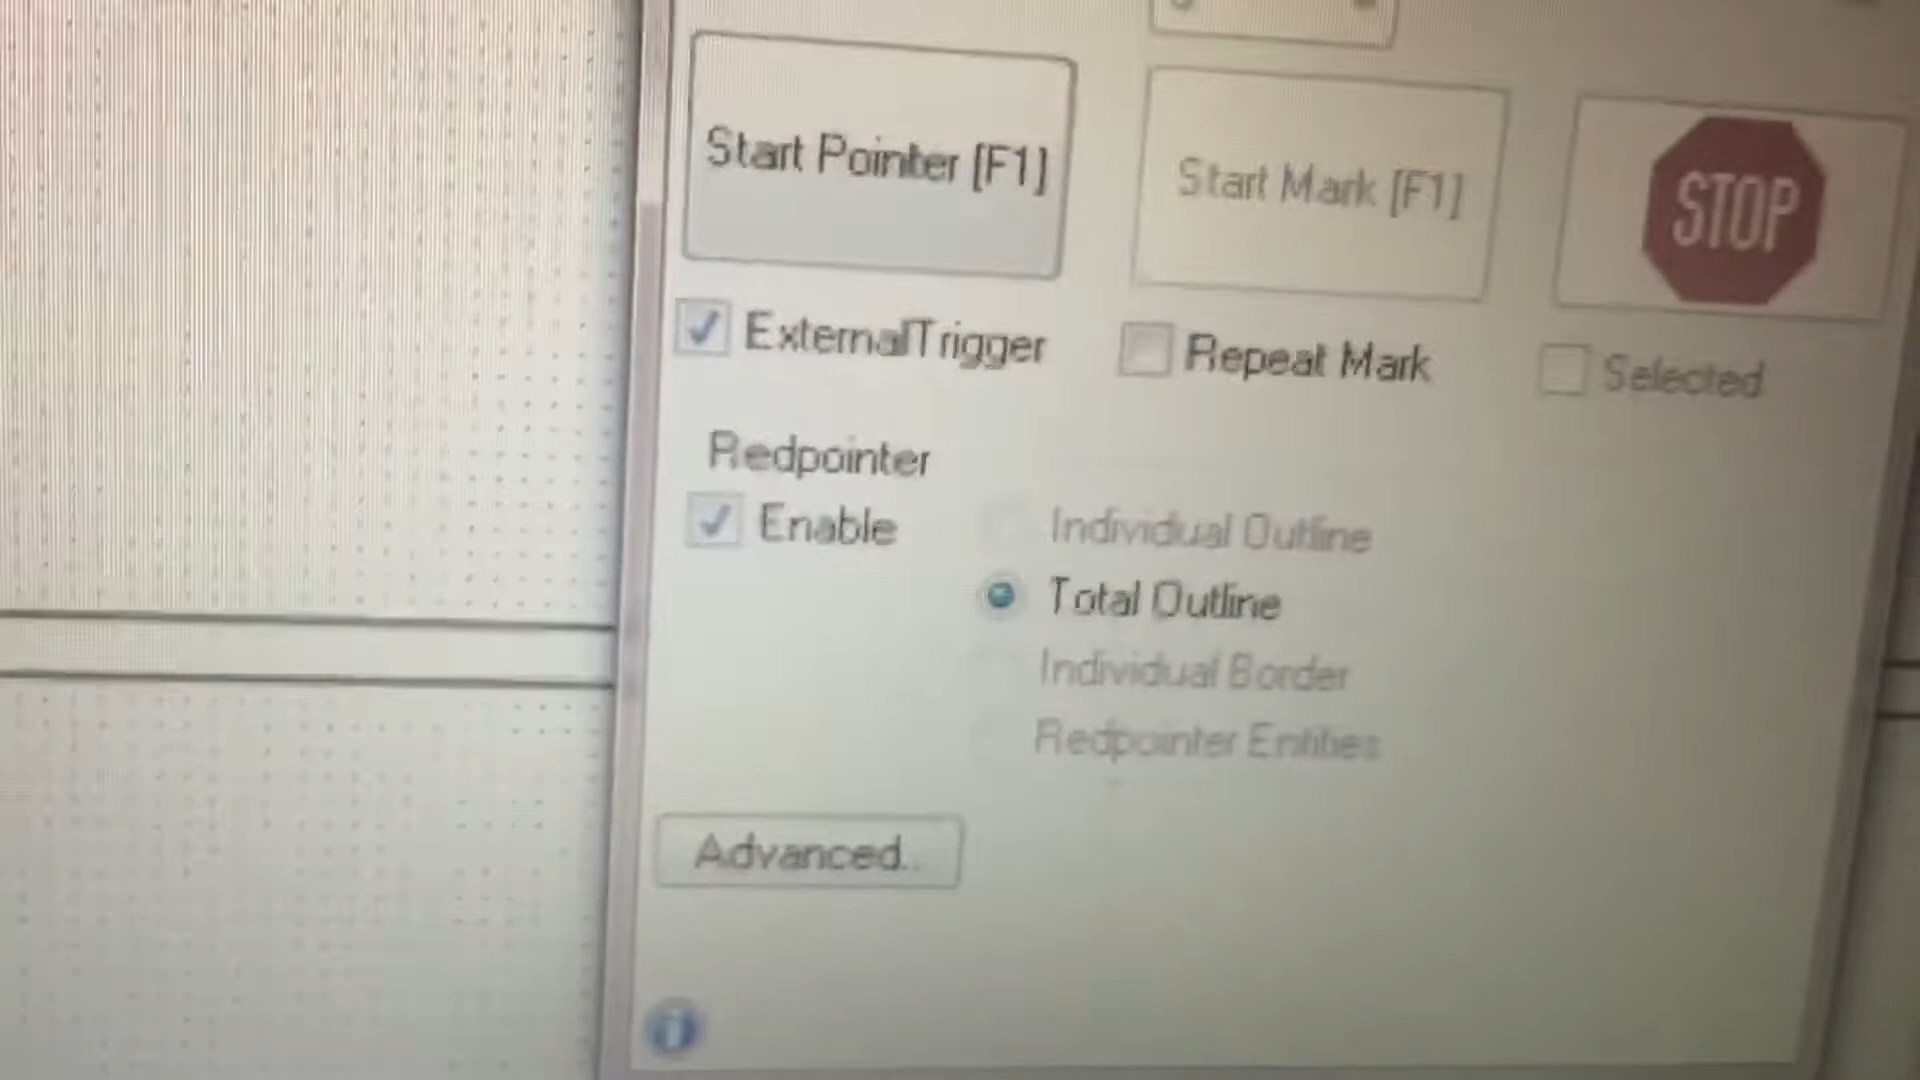 Start Pointer [F1]
Start Mark [F1]
STOP
ExternalTrigger
Repeat Mark
Selected
Redpointer
Enable
Individual Outline
Total Outline
Individual Border
Redpointer Entities
Advanced..